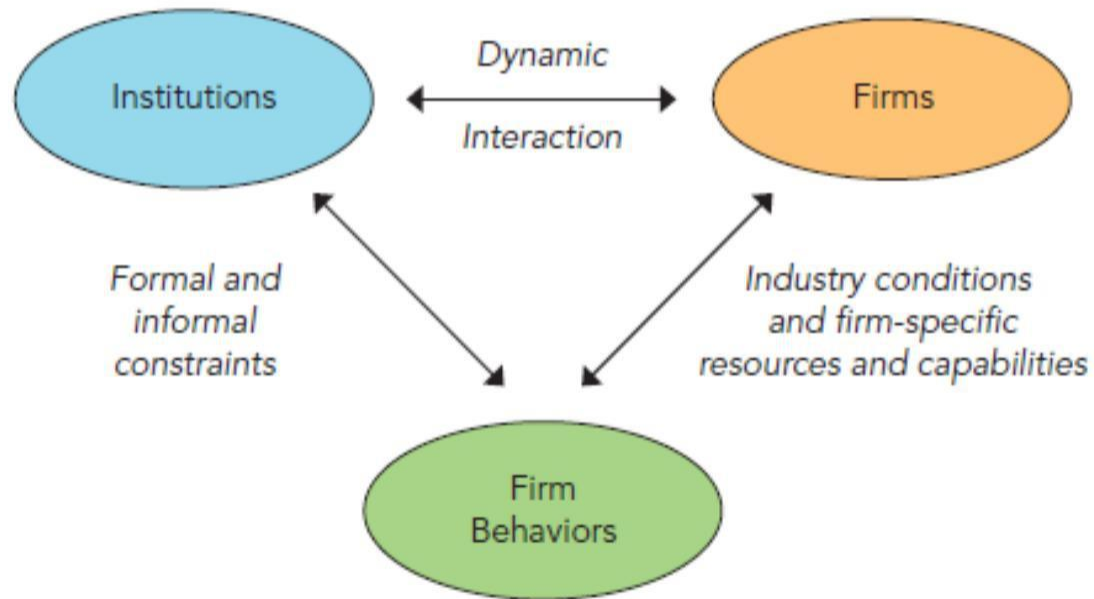 Institutions
Dynamic
Interaction
Firms
Formal and
informal
constraints
Industry conditions
and firm-specific
resources and capabilities
Firm
Behaviors